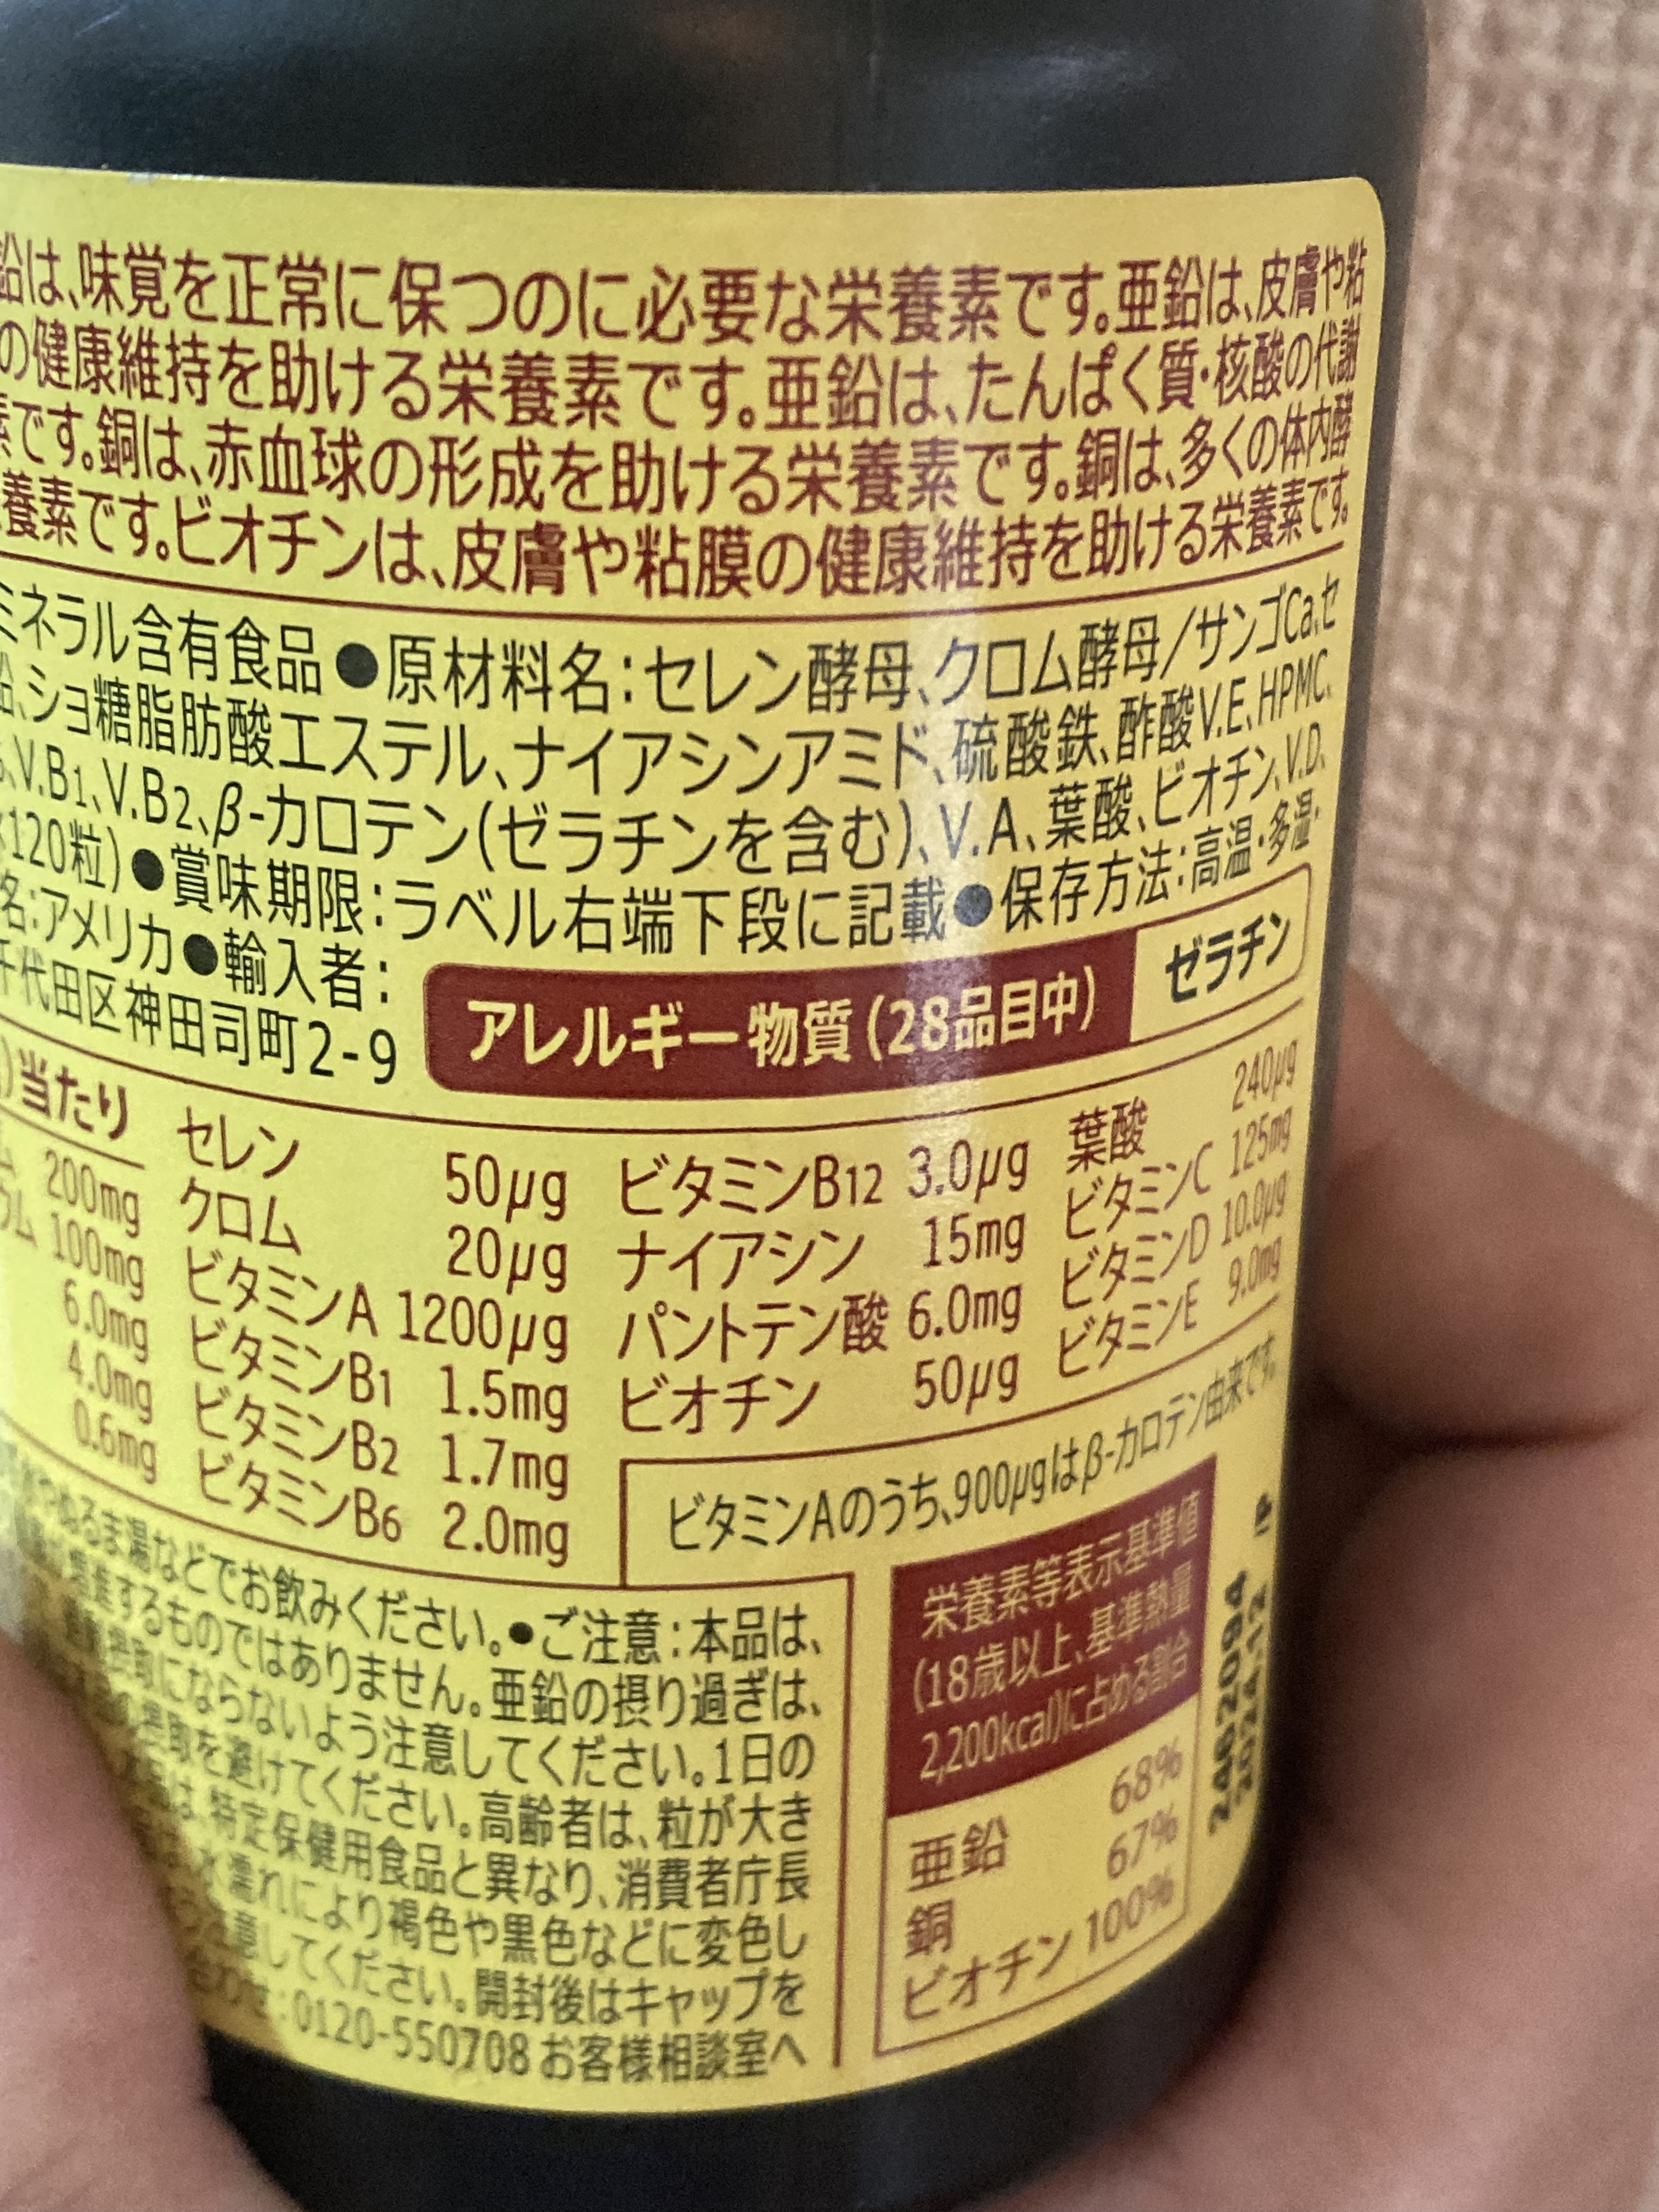 鉛は、味覚を正常に保つのに必要な栄養素です。亜鉛は、皮膚や粘
の健康維持を助ける栄養素です。亜鉛は、たんぱく質・核酸の代謝
素です。銅は、赤血球の形成を助ける栄養素です。銅は、多くの体内酵
養素です。ビオチンは、皮膚や粘膜の健康維持を助ける栄養素です。
ミネラル含有食品●原材料名:セレン酵母、クロム酵母/サンゴCa、セ
鉛、ショ糖脂肪酸エステル、ナイアシンアミド、硫酸鉄、酢酸V.E、HPMC、
V.B1、V.B2、β-カロテン(ゼラチンを含む)、V.A、葉酸、ビオチン、V.D、
×120粒)●賞味期限:ラベル右端下段に記載●保存方法:高温・多湿・
名:アメリカ●輸入者:
千代田区神田司町2-9
アレルギー物質(28品目中) ゼラチン
)当たり
ム 200mg
ウム 100mg
6.0mg
4.0mg
0.6mg
セレン 50μg
クロム 20μg
ビタミンA 1200μg
ビタミンB1 1.5mg
ビタミンB2 1.7mg
ビタミンB6 2.0mg
ビタミンB12 3.0μg
ナイアシン 15mg
パントテン酸 6.0mg
ビオチン 50μg
葉酸 240μg
ビタミンC 125mg
ビタミンD 10.0μg
ビタミンE 9.0mg
ビタミンAのうち、900μgはβ-カロテン由来です。
ぬるま湯などでお飲みください。●ご注意:本品は、
するものではありません。亜鉛の摂り過ぎは、
摂取にならないよう注意してください。1日の
摂取を避けてください。高齢者は、粒が大き
は、特定保健用食品と異なり、消費者庁長
水濡れにより褐色や黒色などに変色し
注意してください。開封後はキャップを
:0120-550708 お客様相談室へ
栄養素等表示基準値
(18歳以上、基準熱量
2,200kcal)に占める割合
亜鉛 68%
銅 67%
ビオチン 100%
2462094 IP
2024.12